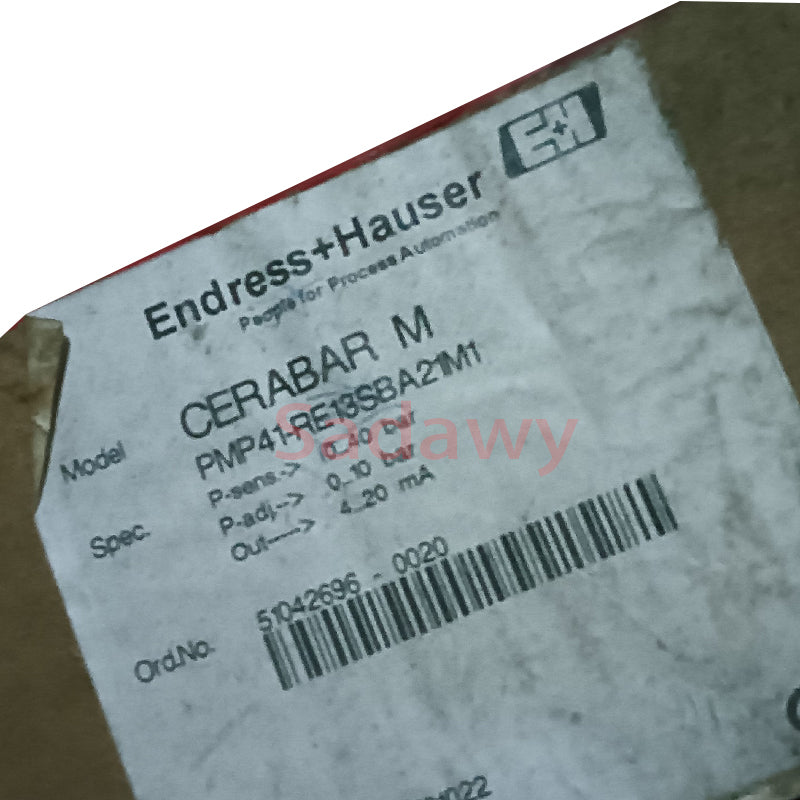 E+H
Endress+Hauser
People for Process Automation
CERABAR M
Model PMP41-RE13SBA21M1
P-sens.-> 0...40 bar
Spec. P-adj.--> 0...10 bar
Out----> 4...20 mA
51042696 - 0020
Ord.No.
Sadawy